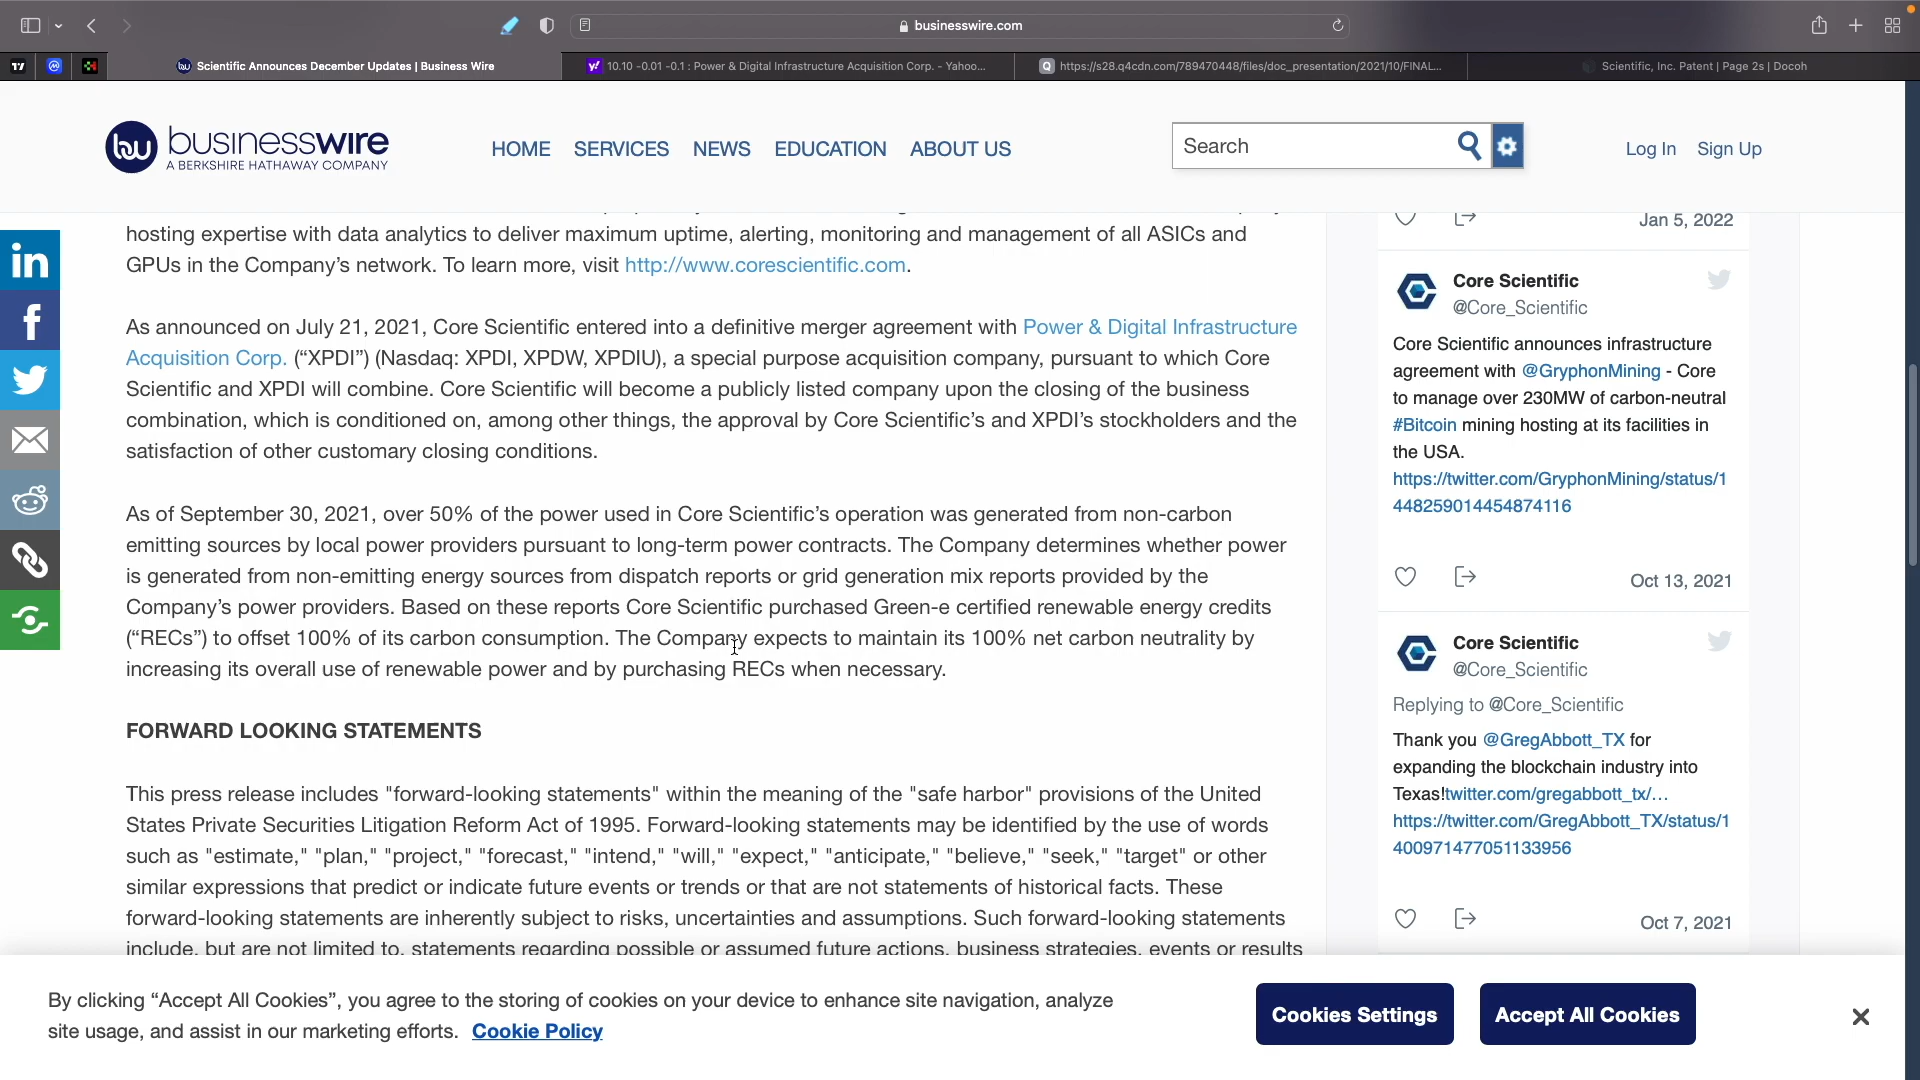 businesswire.com
Scientific Announces December Updates | Business Wire
10.10 -0.01 -0.1 : Power & Digital Infrastructure Acquisition Corp. - Yahoo...
https://s28.q4cdn.com/789470448/files/doc_presentation/2021/10/FINAL...
Scientific, Inc. Patent | Page 2s | Docoh
businesswire
A BERKSHIRE HATHAWAY COMPANY
HOME SERVICES NEWS EDUCATION ABOUT US
Search
Log In Sign Up
hosting expertise with data analytics to deliver maximum uptime, alerting, monitoring and management of all ASICs and
GPUs in the Company’s network. To learn more, visit http://www.corescientific.com.
As announced on July 21, 2021, Core Scientific entered into a definitive merger agreement with Power & Digital Infrastructure
Acquisition Corp. (“XPDI”) (Nasdaq: XPDI, XPDW, XPDIU), a special purpose acquisition company, pursuant to which Core
Scientific and XPDI will combine. Core Scientific will become a publicly listed company upon the closing of the business
combination, which is conditioned on, among other things, the approval by Core Scientific’s and XPDI’s stockholders and the
satisfaction of other customary closing conditions.
As of September 30, 2021, over 50% of the power used in Core Scientific’s operation was generated from non-carbon
emitting sources by local power providers pursuant to long-term power contracts. The Company determines whether power
is generated from non-emitting energy sources from dispatch reports or grid generation mix reports provided by the
Company’s power providers. Based on these reports Core Scientific purchased Green-e certified renewable energy credits
(“RECs”) to offset 100% of its carbon consumption. The Company expects to maintain its 100% net carbon neutrality by
increasing its overall use of renewable power and by purchasing RECs when necessary.
FORWARD LOOKING STATEMENTS
This press release includes "forward-looking statements" within the meaning of the "safe harbor" provisions of the United
States Private Securities Litigation Reform Act of 1995. Forward-looking statements may be identified by the use of words
such as "estimate," "plan," "project," "forecast," "intend," "will," "expect," "anticipate," "believe," "seek," "target" or other
similar expressions that predict or indicate future events or trends or that are not statements of historical facts. These
forward-looking statements are inherently subject to risks, uncertainties and assumptions. Such forward-looking statements
include, but are not limited to, statements regarding possible or assumed future actions, business strategies, events or results
Jan 5, 2022
Core Scientific
@Core_Scientific
Core Scientific announces infrastructure
agreement with @GryphonMining - Core
to manage over 230MW of carbon-neutral
#Bitcoin mining hosting at its facilities in
the USA.
https://twitter.com/GryphonMining/status/1
448259014454874116
Oct 13, 2021
Core Scientific
@Core_Scientific
Replying to @Core_Scientific
Thank you @GregAbbott_TX for
expanding the blockchain industry into
Texas!twitter.com/gregabbott_tx/…
https://twitter.com/GregAbbott_TX/status/1
400971477051133956
Oct 7, 2021
By clicking “Accept All Cookies”, you agree to the storing of cookies on your device to enhance site navigation, analyze
site usage, and assist in our marketing efforts. Cookie Policy
Cookies Settings
Accept All Cookies